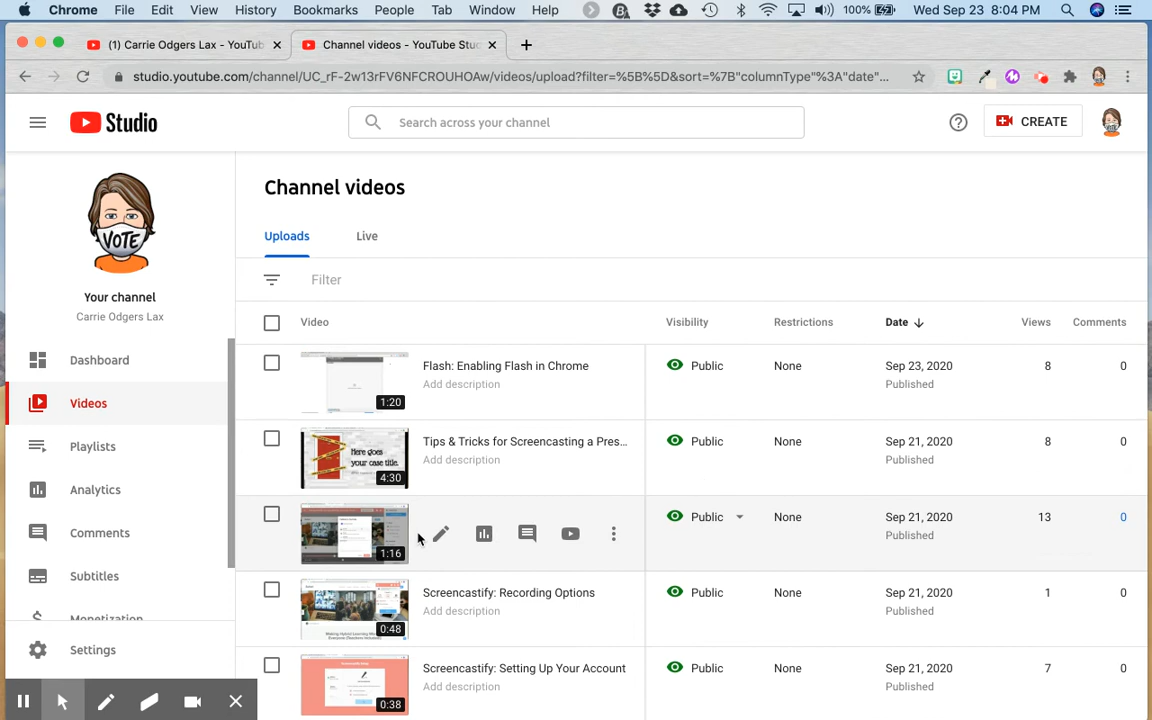 Chrome File Edit View History Bookmarks People Tab Window Help 100% Wed Sep 23 8:04 PM
(1) Carrie Odgers Lax - YouTub
Channel videos - YouTube Stu
studio.youtube.com/channel/UC_rF-2w13rFV6NFCROUHOAw/videos/upload?filter=%5B%5D&sort=%7B"columnType"%3A"date"...
Studio
Search across your channel
CREATE
VOTE
Your channel
Carrie Odgers Lax
Dashboard
Videos
Playlists
Analytics
Comments
Subtitles
Monetization
Settings
Channel videos
Uploads Live
Filter
Video Visibility Restrictions Date Views Comments
Flash: Enabling Flash in Chrome Public None Sep 23, 2020 8 0
Add description Published
1:20
Tips & Tricks for Screencasting a Pres... Public None Sep 21, 2020 8 0
Add description Published
Here goes
your case title.
4:30
Public None Sep 21, 2020 13 0
Published
1:16
Screencastify: Recording Options Public None Sep 21, 2020 1 0
Add description Published
0:48
Screencastify: Setting Up Your Account Public None Sep 21, 2020 7 0
Add description Published
0:38